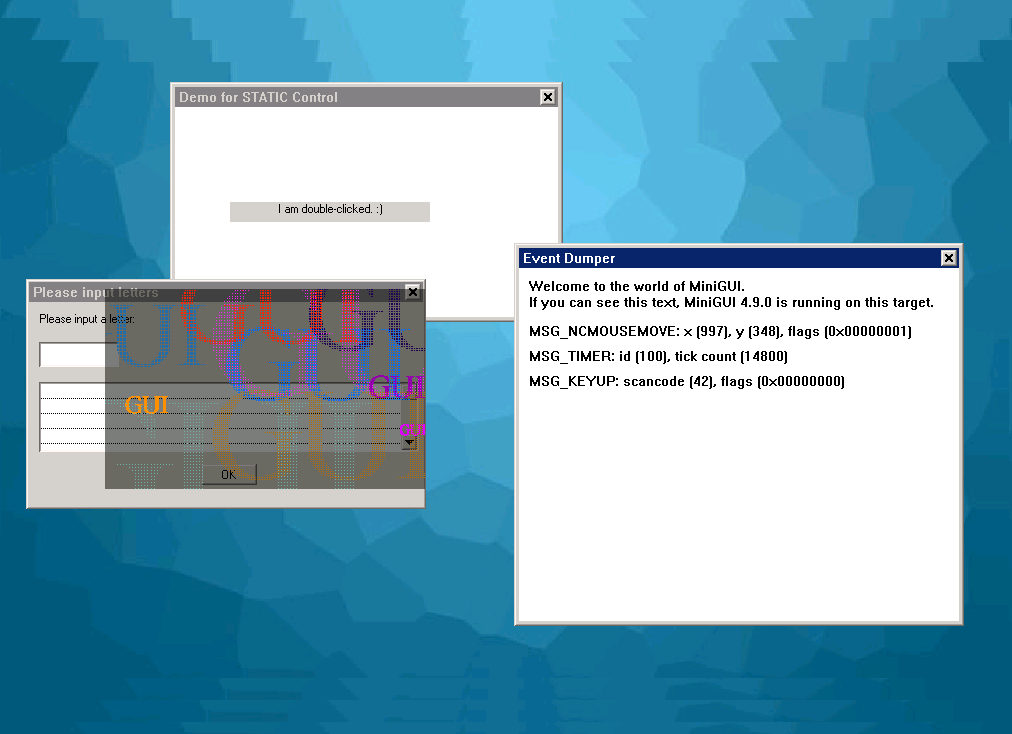 Demo for STATIC Control
I am double-clicked. :)
Please input letters
Please input a letter:
GUI
GUI
OK
Event Dumper
Welcome to the world of MiniGUI.
If you can see this text, MiniGUI 4.9.0 is running on this target.
MSG_NCMOUSEMOVE: x (997), y (348), flags (0x00000001)
MSG_TIMER: id (100), tick count (14800)
MSG_KEYUP: scancode (42), flags (0x00000000)